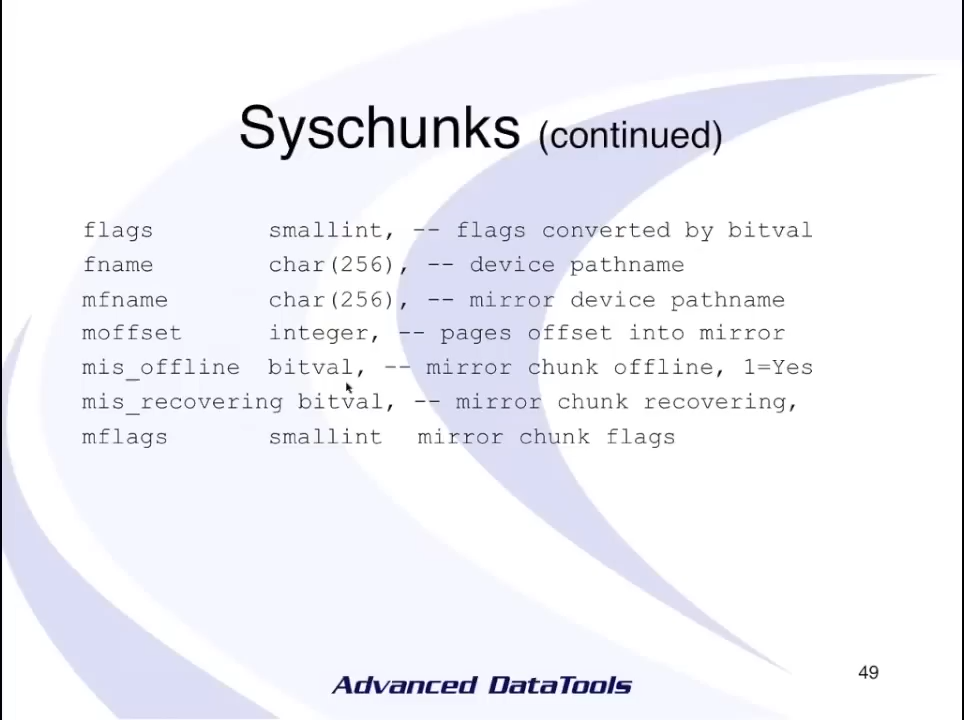 Syschunks (continued)
flags smallint, -- flags converted by bitval
fname char(256), -- device pathname
mfname char(256), -- mirror device pathname
moffset integer, -- pages offset into mirror
mis_offline bitval, -- mirror chunk offline, 1=Yes
mis_recovering bitval, -- mirror chunk recovering,
mflags smallint mirror chunk flags
49
Advanced DataTools